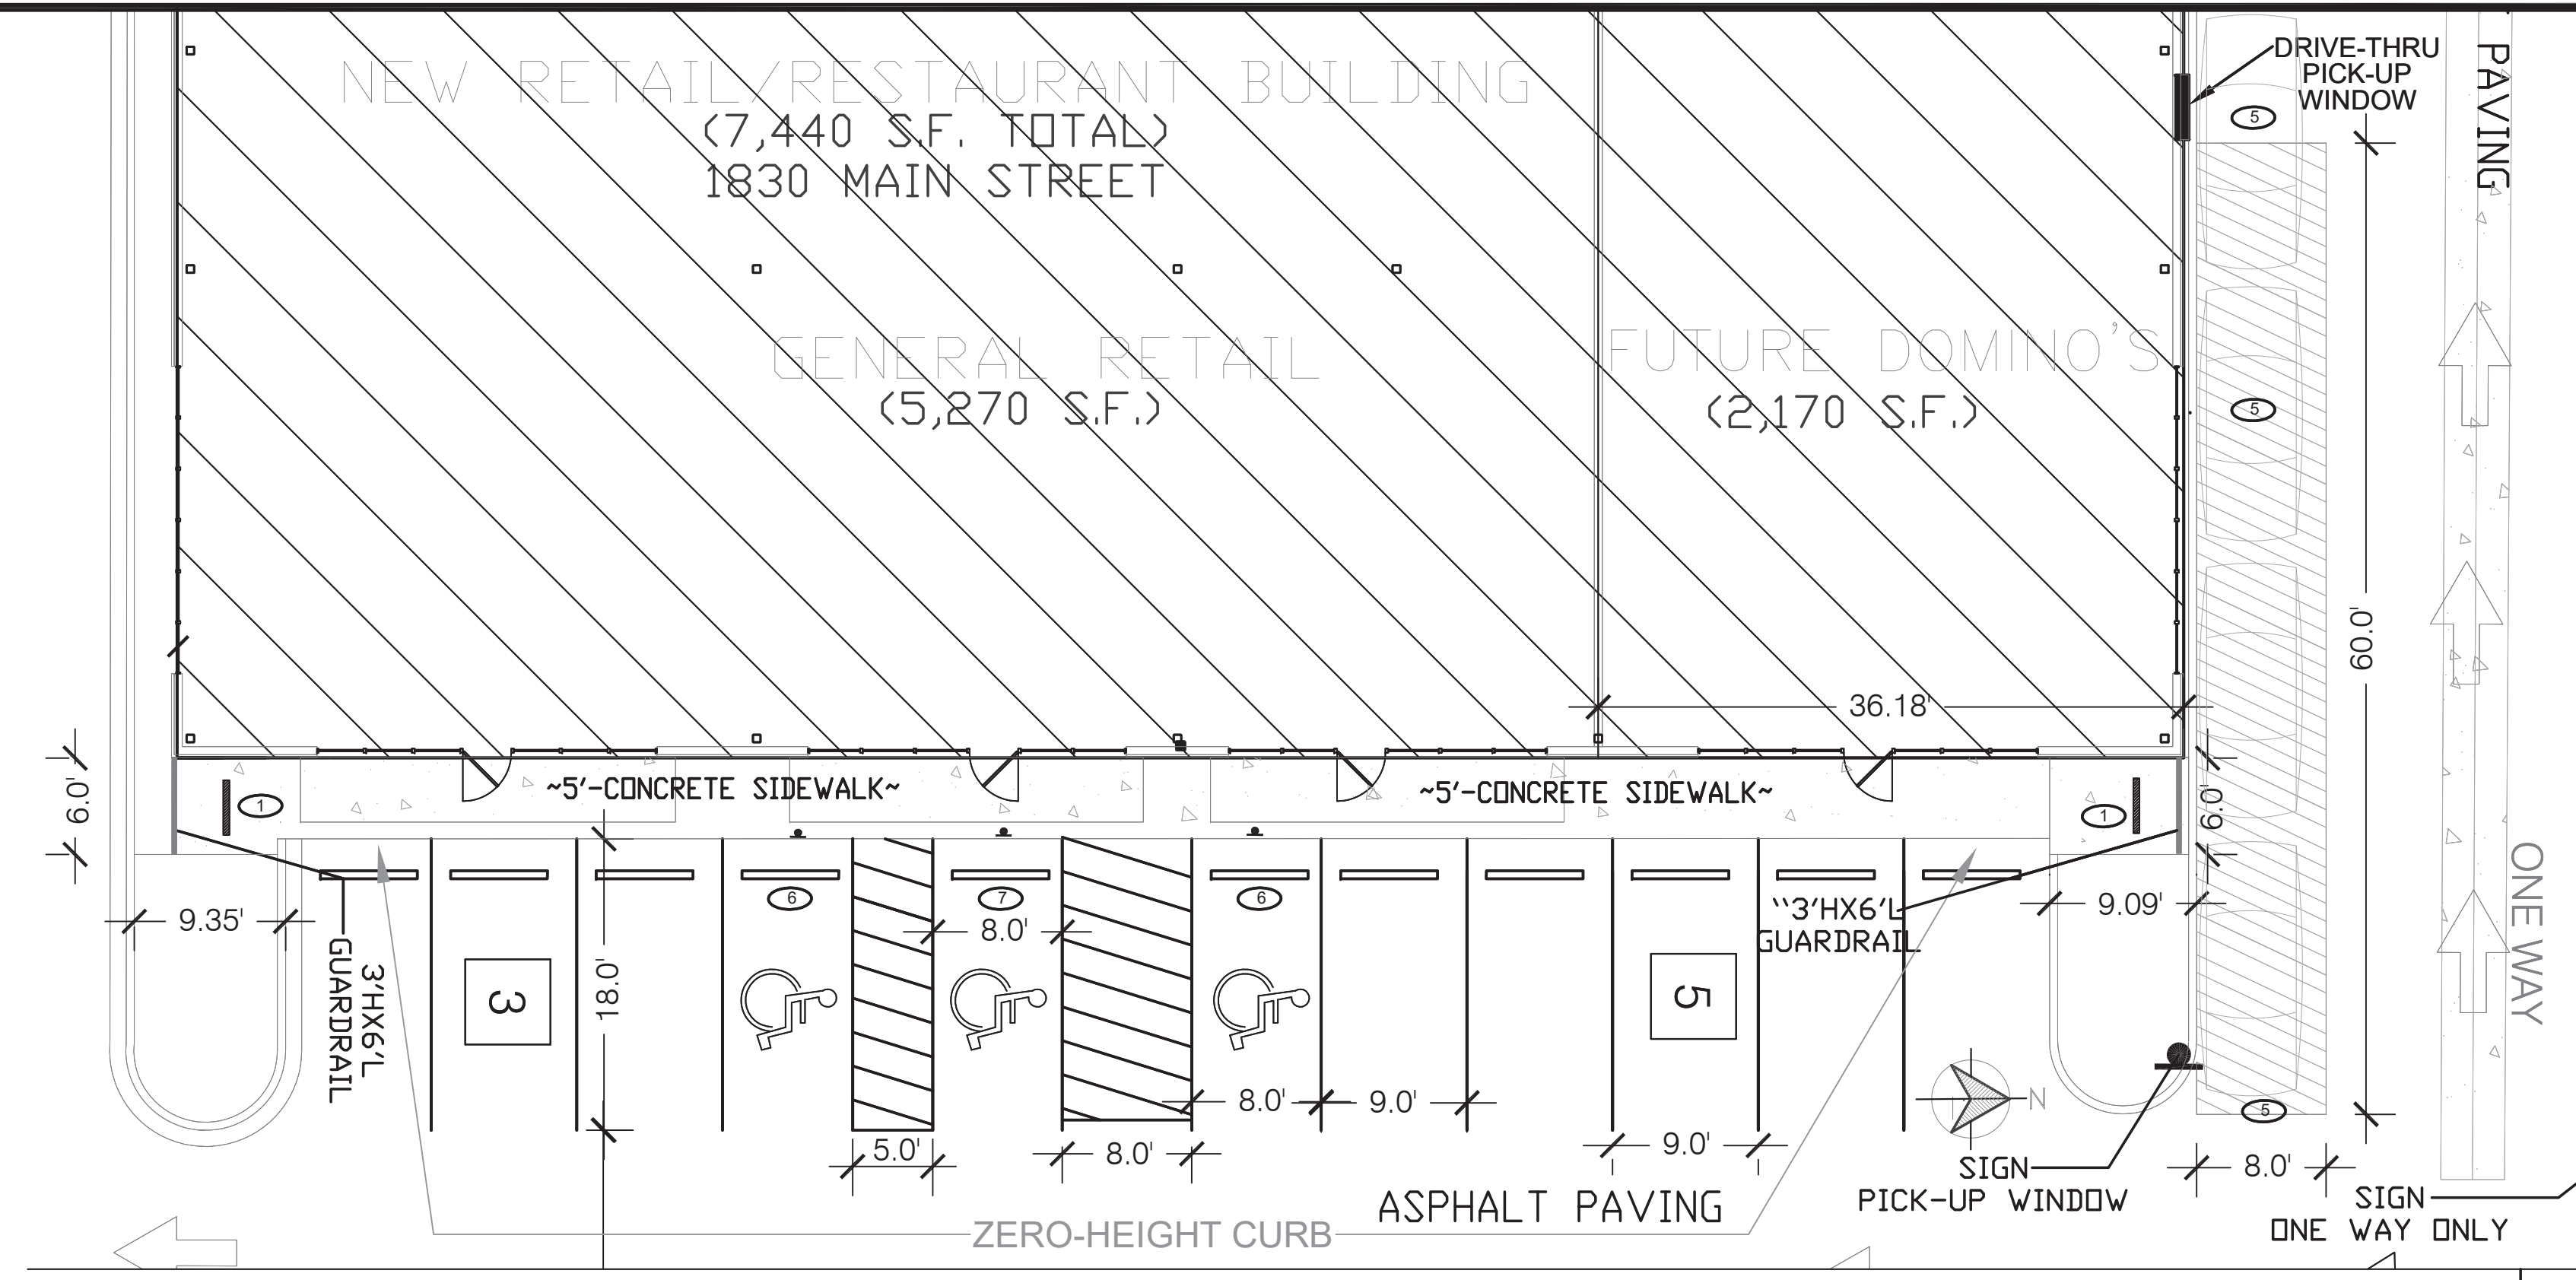 NEW RETAIL/RESTAURANT BUILDING
(7,440 S.F. TOTAL)
1830 MAIN STREET
DRIVE-THRU
PICK-UP
WINDOW
PAVING
5
GENERAL RETAIL
(5,270 S.F.)
FUTURE DOMINO'S
(2,170 S.F.)
5
60.0'
36.18'
6.0'
1
~5'-CONCRETE SIDEWALK~
~5'-CONCRETE SIDEWALK~
1
6.0'
9.35'
3'HX6'L
GUARDRAIL
3
18.0'
6
7
8.0'
6
''3'HX6'L
GUARDRAIL
5
9.09'
ONE WAY
8.0'
9.0'
N
5
5.0'
8.0'
9.0'
SIGN
PICK-UP WINDOW
8.0'
SIGN
ONE WAY ONLY
ASPHALT PAVING
ZERO-HEIGHT CURB